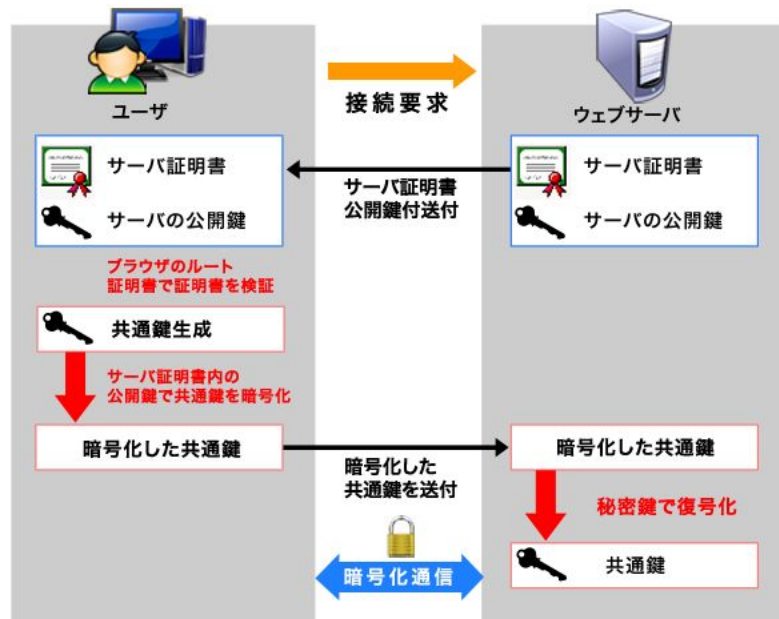 ユーザ
接続要求
ウェブサーバ
サーバ証明書
サーバの公開鍵
サーバ証明書
公開鍵付送付
サーバ証明書
サーバの公開鍵
ブラウザのルート
証明書で証明書を検証
共通鍵生成
サーバ証明書内の
公開鍵で共通鍵を暗号化
暗号化した共通鍵
暗号化した
共通鍵を送付
暗号化した共通鍵
秘密鍵で復号化
共通鍵
暗号化通信